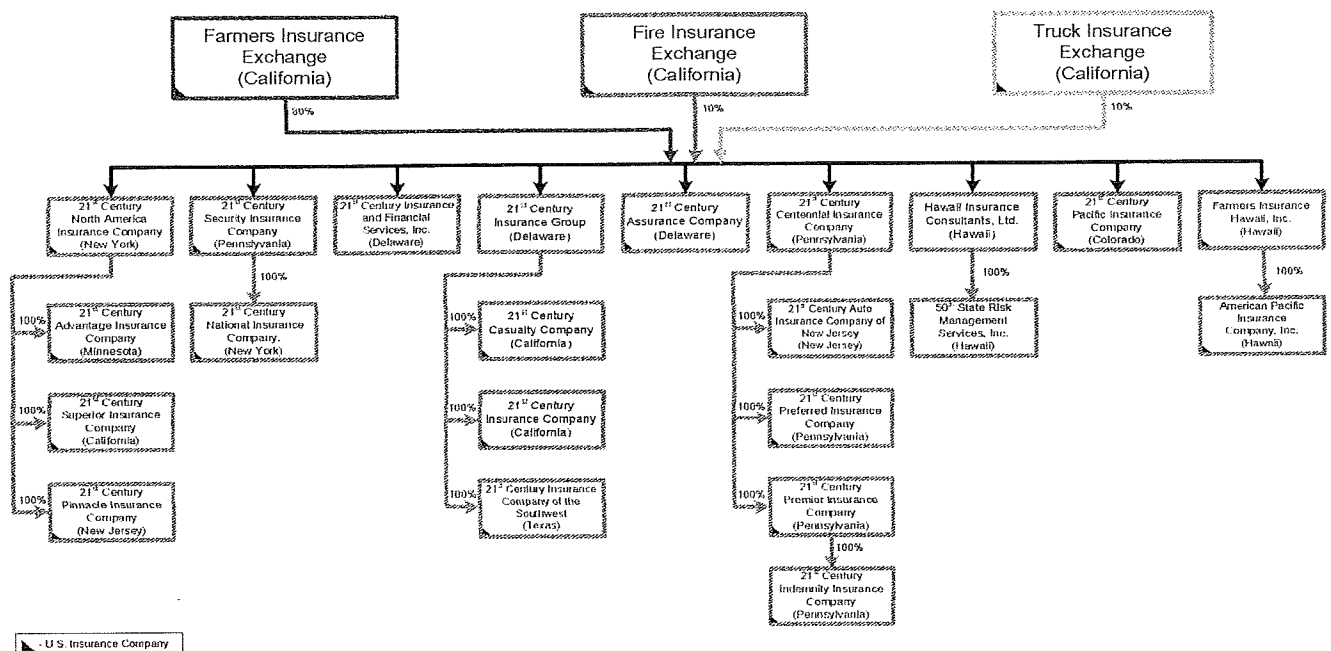 Farmers Insurance
Exchange
(California)
Fire Insurance
Exchange
(California)
Truck Insurance
Exchange
(California)
80%
10%
10%
21st Century
North America
Insurance Company
(New York)
21st Century
Security Insurance
Company
(Pennsylvania)
21st Century Insurance
and Financial
Services, Inc.
(Delaware)
21st Century
Insurance Group
(Delaware)
21st Century
Assurance Company
(Delaware)
21st Century
Centennial Insurance
Company
(Pennsylvania)
Hawaii Insurance
Consultants, Ltd.
(Hawaii)
21st Century
Pacific Insurance
Company
(Colorado)
Farmers Insurance
Hawaii, Inc.
(Hawaii)
100%
100%
100%
100%
21st Century
Advantage Insurance
Company
(Minnesota)
21st Century
National Insurance
Company.
(New York)
100%
21st Century
Casualty Company
(California)
100%
21st Century Auto
Insurance Company of
New Jersey
(New Jersey)
50th State Risk
Management
Services, Inc.
(Hawaii)
American Pacific
Insurance
Company, Inc.
(Hawaii)
100%
21st Century
Superior Insurance
Company
(California)
100%
21st Century
Insurance Company
(California)
100%
21st Century
Preferred Insurance
Company
(Pennsylvania)
100%
21st Century
Pinnacle Insurance
Company
(New Jersey)
100%
21st Century Insurance
Company of the
Southwest
(Texas)
100%
21st Century
Premier Insurance
Company
(Pennsylvania)
100%
21st Century
Indemnity Insurance
Company
(Pennsylvania)
- U.S. Insurance Company